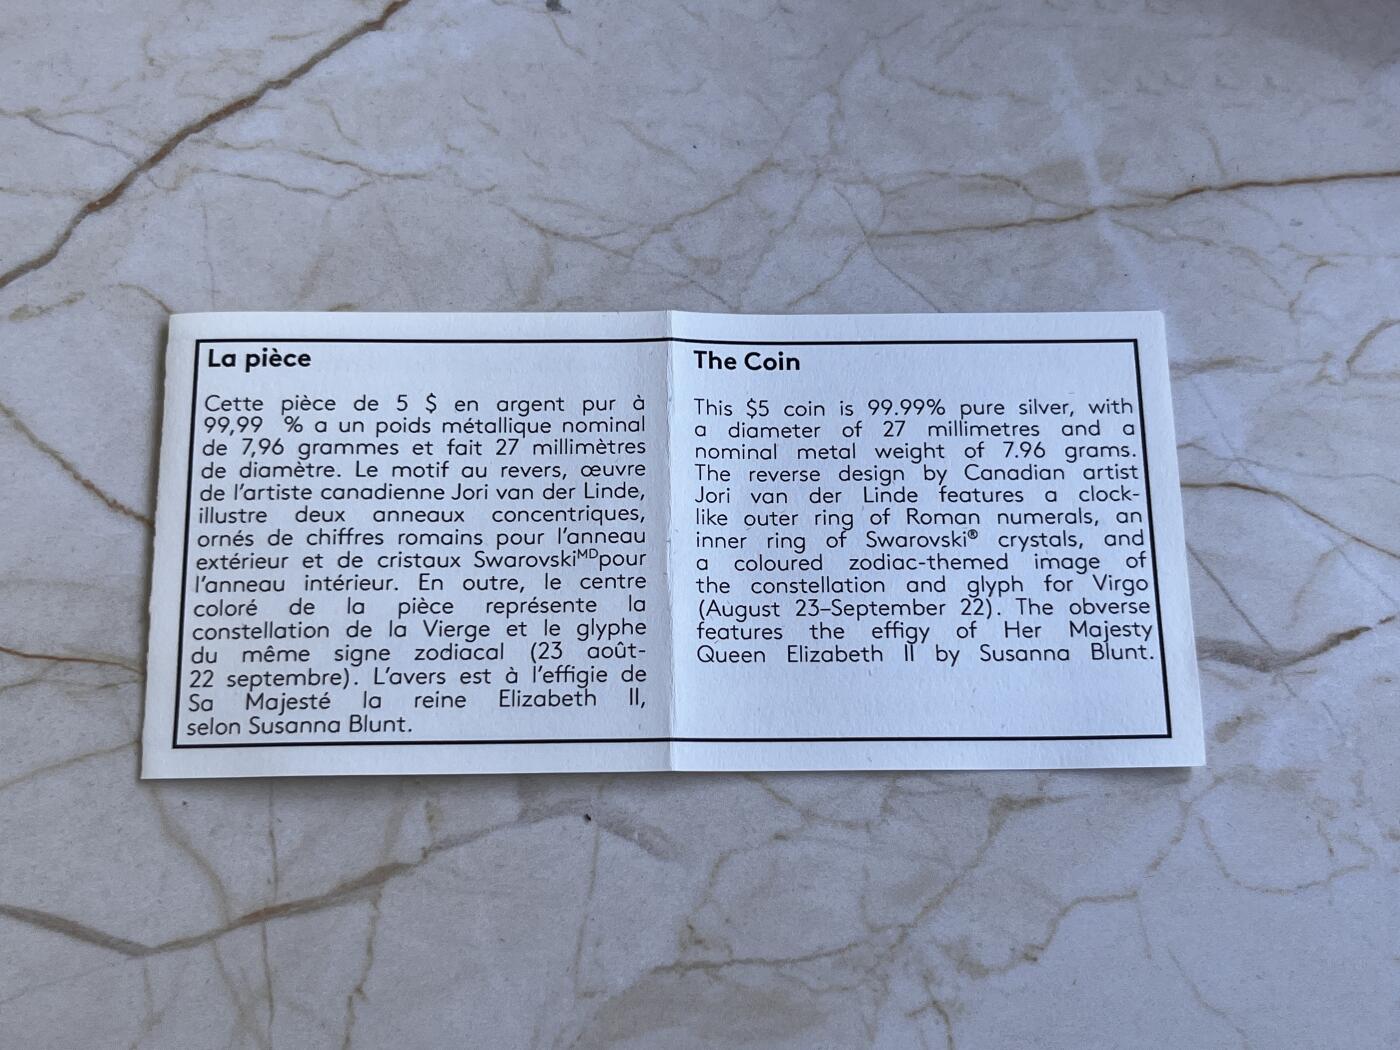 La pièce
Cette pièce de 5 $ en argent pur à
99,99 % a un poids métallique nominal
de 7,96 grammes et fait 27 millimètres
de diamètre. Le motif au revers, œuvre
de l'artiste canadienne Jori van der Linde,
illustre deux anneaux concentriques,
ornés de chiffres romains pour l'anneau
extérieur et de cristaux Swarovskiᴹᴰpour
l'anneau intérieur. En outre, le centre
coloré de la pièce représente la
constellation de la Vierge et le glyphe
du même signe zodiacal (23 août-
22 septembre). L'avers est à l'effigie de
Sa Majesté la reine Elizabeth II,
selon Susanna Blunt.
The Coin
This $5 coin is 99.99% pure silver, with
a diameter of 27 millimetres and a
nominal metal weight of 7.96 grams.
The reverse design by Canadian artist
Jori van der Linde features a clock-
like outer ring of Roman numerals, an
inner ring of Swarovski® crystals, and
a coloured zodiac-themed image of
the constellation and glyph for Virgo
(August 23–September 22). The obverse
features the effigy of Her Majesty
Queen Elizabeth II by Susanna Blunt.